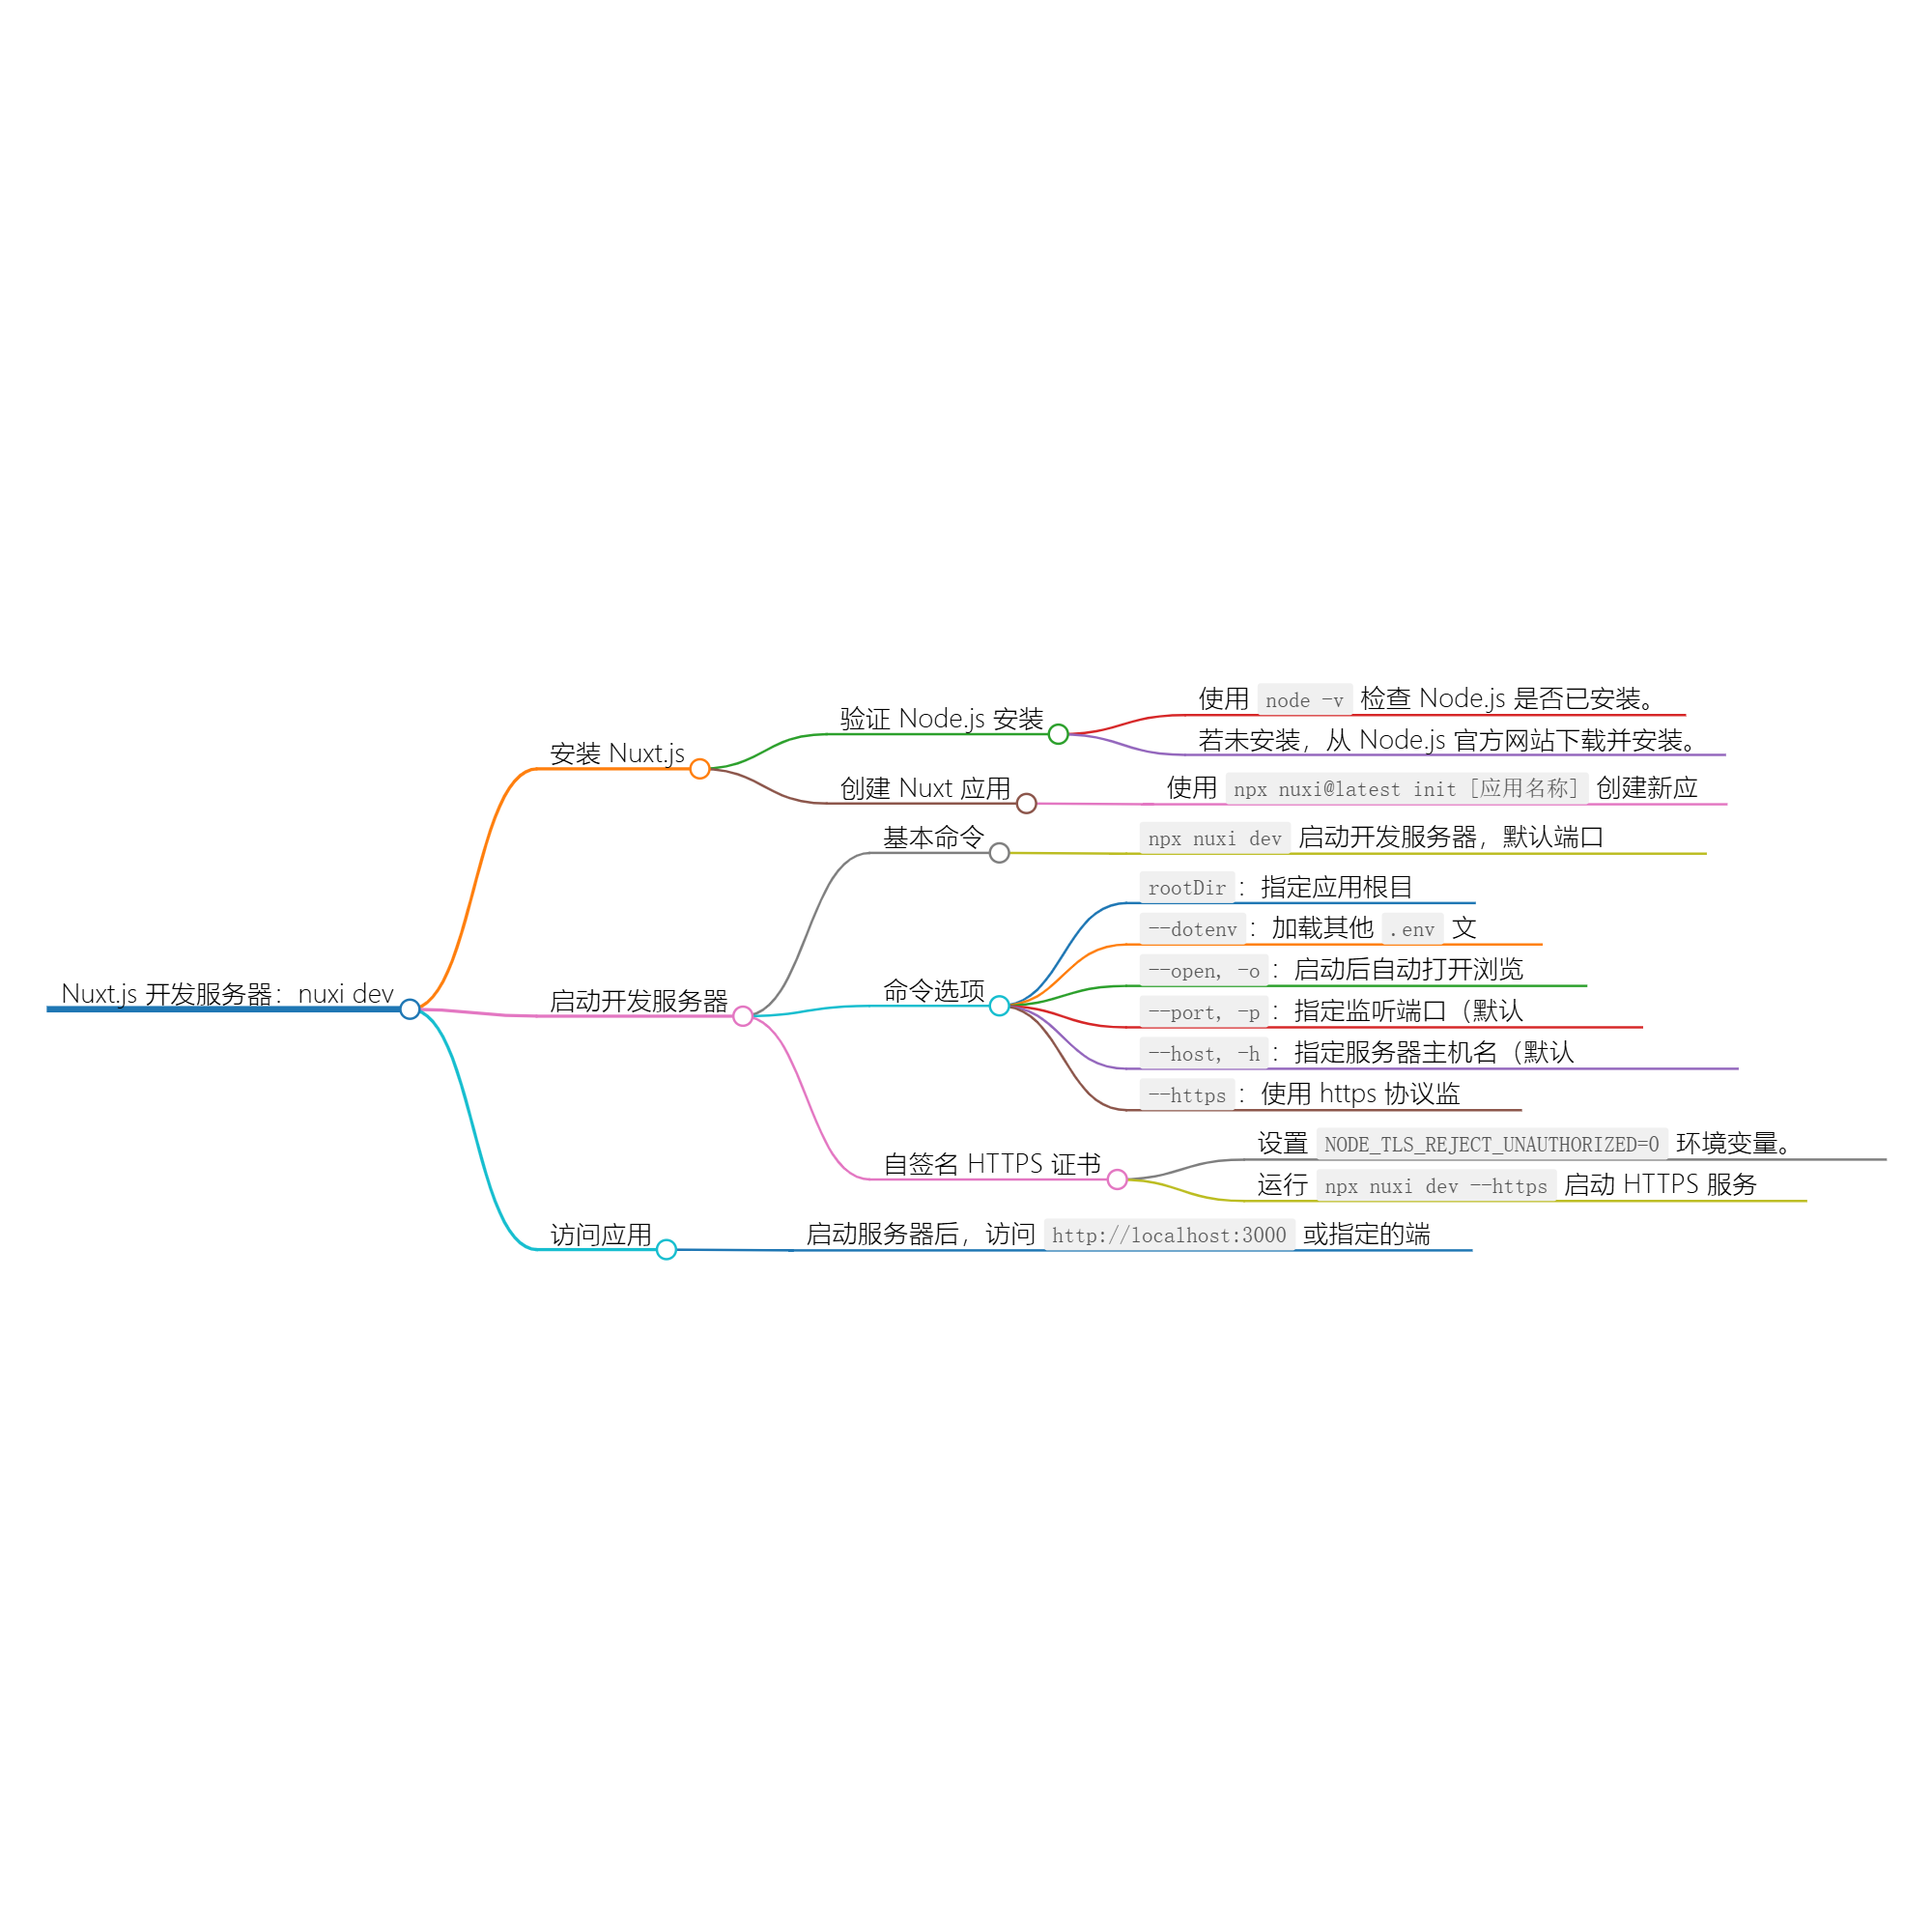 Nuxt.js 开发服务器：nuxi dev
安装 Nuxt.js
验证 Node.js 安装
使用 node -v 检查 Node.js 是否已安装。
若未安装，从 Node.js 官方网站下载并安装。
创建 Nuxt 应用
使用 npx nuxi@latest init [应用名称] 创建新应
启动开发服务器
基本命令
npx nuxi dev 启动开发服务器，默认端口
命令选项
rootDir：指定应用根目
--dotenv：加载其他 .env 文
--open, -o：启动后自动打开浏览
--port, -p：指定监听端口（默认
--host, -h：指定服务器主机名（默认
--https：使用 https 协议监
自签名 HTTPS 证书
设置 NODE_TLS_REJECT_UNAUTHORIZED=0 环境变量。
运行 npx nuxi dev --https 启动 HTTPS 服务
访问应用
启动服务器后，访问 http://localhost:3000 或指定的端